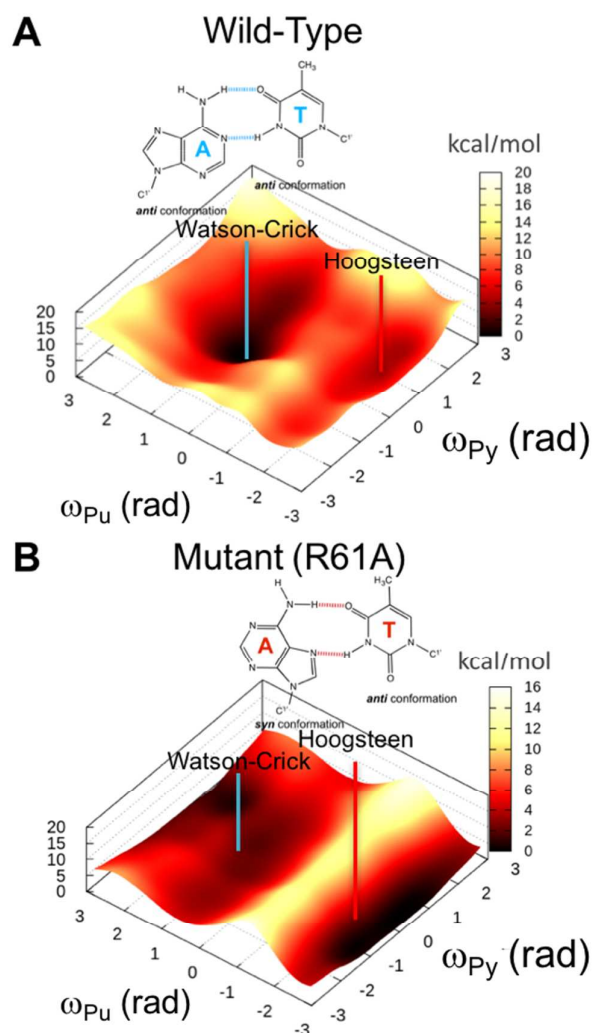 A
Wild-Type
CH3
H
H
O
N
T
A
N
H
N
N
C1'
N
N
N
O
C1'
anti conformation
anti conformation
kcal/mol
20
18
16
14
12
10
8
6
4
2
0
Watson-Crick
Hoogsteen
20
15
10
5
0
3
2
1
0
-1
-2
-3
3
2
1
0
-1
-2
-3
ωPu (rad)
ωPy (rad)
B
Mutant (R61A)
H3C
H
N
H
O
N
A
T
N
N
H
N
N
C1'
N
O
C1'
anti conformation
syn conformation
kcal/mol
16
14
12
10
8
6
4
2
0
Hoogsteen
Watson-Crick
20
15
10
5
0
3
2
1
0
-1
-2
-3
3
2
1
0
-1
-2
-3
ωPu (rad)
ωPy (rad)